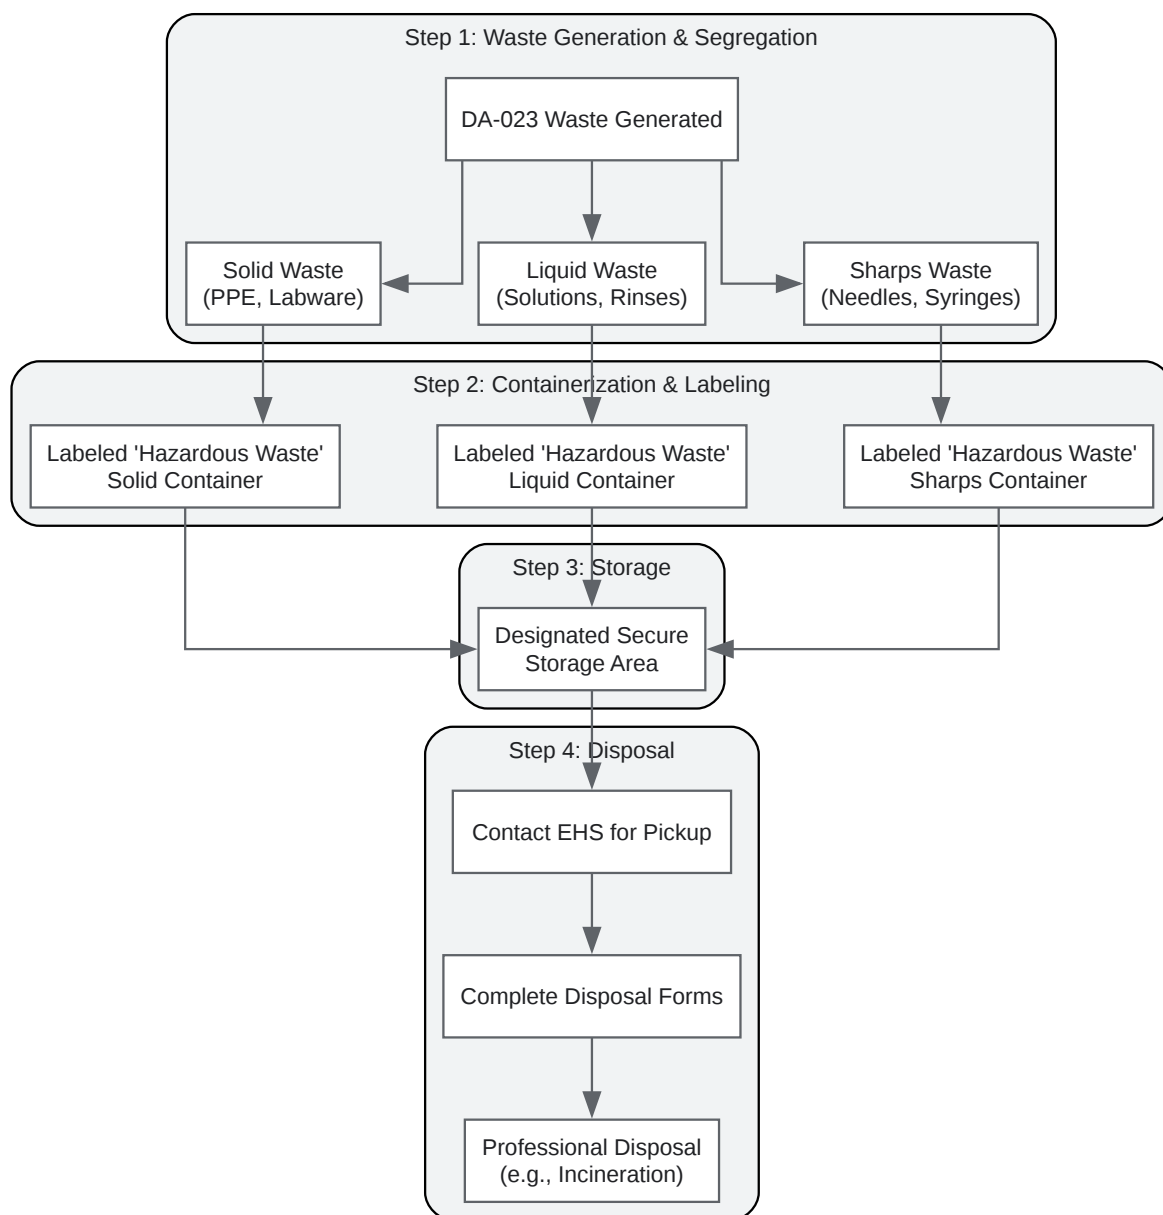 Step 1: Waste Generation & Segregation
DA-023 Waste Generated
Solid Waste
(PPE, Labware)
Liquid Waste
(Solutions, Rinses)
Sharps Waste
(Needles, Syringes)
Step 2: Containerization & Labeling
Labeled 'Hazardous Waste'
Solid Container
Labeled 'Hazardous Waste'
Liquid Container
Labeled 'Hazardous Waste'
Sharps Container
Step 3: Storage
Designated Secure
Storage Area
Step 4: Disposal
Contact EHS for Pickup
Complete Disposal Forms
Professional Disposal
(e.g., Incineration)